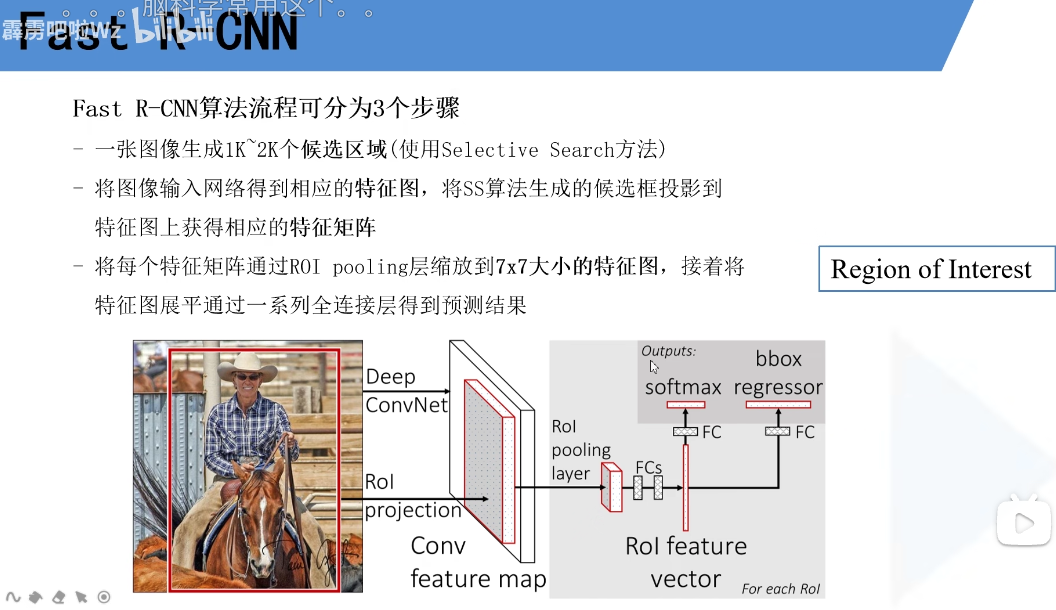 。。。脑科学常用这个。。
霹雳吧啦Wz bilibili
Fast R-CNN
Fast R-CNN算法流程可分为3个步骤
- 一张图像生成1K~2K个候选区域(使用Selective Search方法)
- 将图像输入网络得到相应的特征图，将SS算法生成的候选框投影到
特征图上获得相应的特征矩阵
- 将每个特征矩阵通过ROI pooling层缩放到7x7大小的特征图，接着将
特征图展平通过一系列全连接层得到预测结果
Region of Interest
Deep
ConvNet
RoI
projection
Conv
feature map
RoI
pooling
layer
FCs
Outputs:
softmax
bbox
regressor
FC
FC
RoI feature
vector
For each RoI